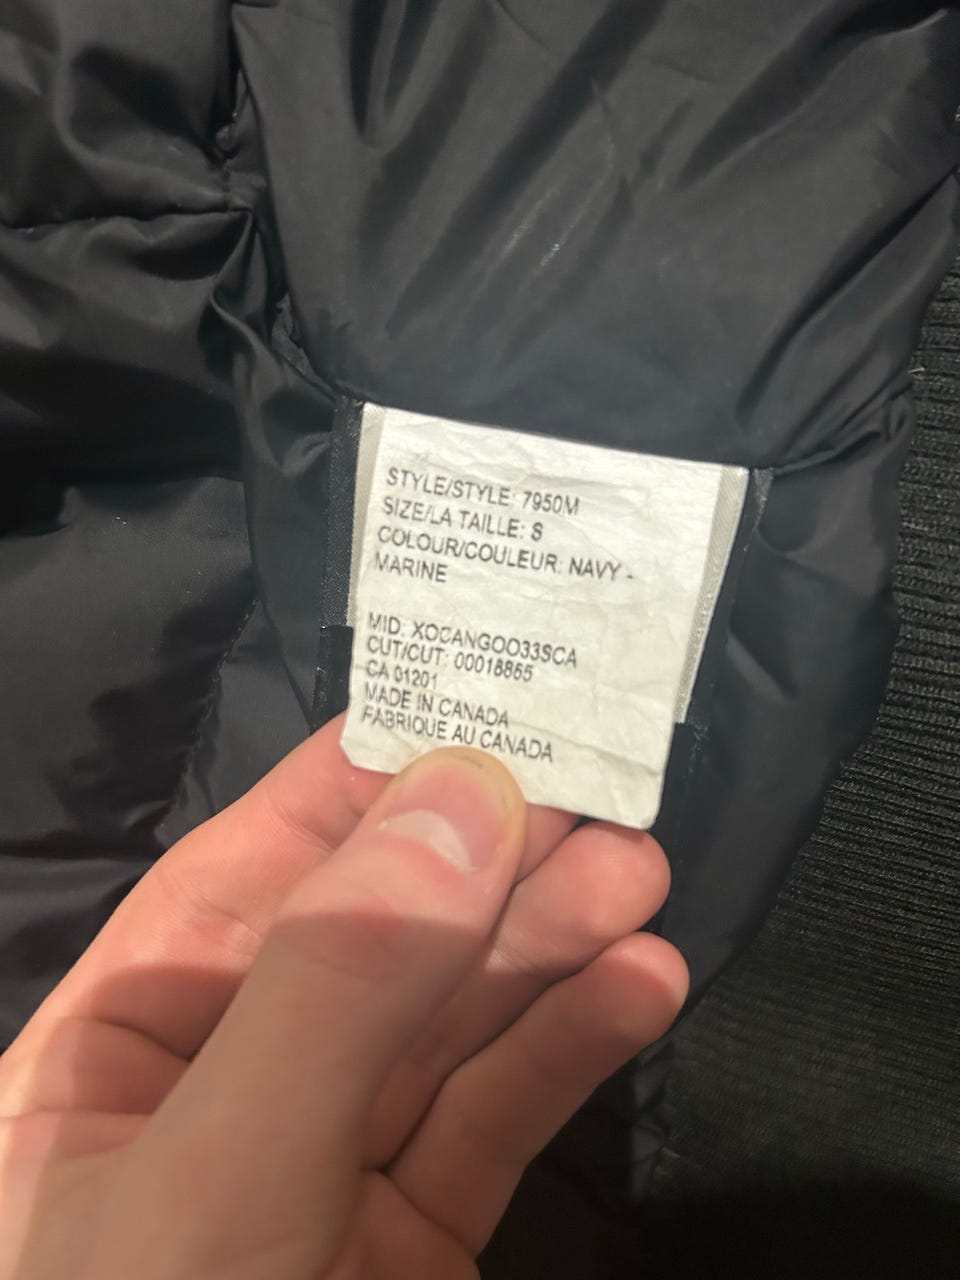 STYLE/STYLE: 7950M
SIZE/LA TAILLE: S
COLOUR/COULEUR: NAVY -
MARINE
MID: XOCANGOO33SCA
CUT/CUT: 00018865
CA 01201
MADE IN CANADA
FABRIQUE AU CANADA